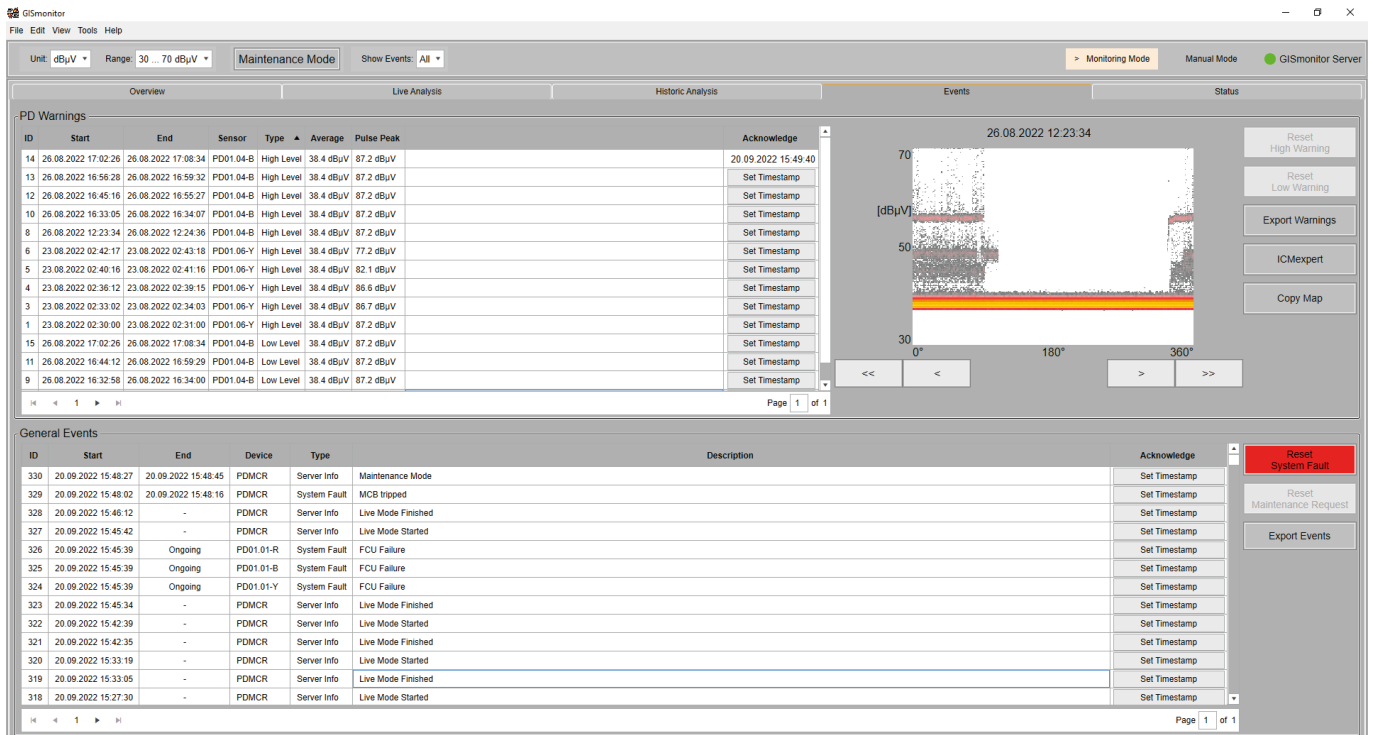 GISmonitor
File Edit View Tools Help
Unit: dBµV Range: 30 ... 70 dBµV Maintenance Mode Show Events: All > Monitoring Mode Manual Mode GISmonitor Server
Overview Live Analysis Historic Analysis Events Status
PD Warnings
ID Start End Sensor Type Average Pulse Peak Acknowledge
14 26.08.2022 17:02:26 26.08.2022 17:08:34 PD01.04-B High Level 38.4 dBµV 87.2 dBµV 20.09.2022 15:49:40
13 26.08.2022 16:56:28 26.08.2022 16:59:32 PD01.04-B High Level 38.4 dBµV 87.2 dBµV Set Timestamp
12 26.08.2022 16:45:16 26.08.2022 16:55:27 PD01.04-B High Level 38.4 dBµV 87.2 dBµV Set Timestamp
10 26.08.2022 16:33:05 26.08.2022 16:34:07 PD01.04-B High Level 38.4 dBµV 87.2 dBµV Set Timestamp
8 26.08.2022 12:23:34 26.08.2022 12:24:36 PD01.04-B High Level 38.4 dBµV 87.2 dBµV Set Timestamp
6 23.08.2022 02:42:17 23.08.2022 02:43:18 PD01.06-Y High Level 38.4 dBµV 77.2 dBµV Set Timestamp
5 23.08.2022 02:40:16 23.08.2022 02:41:16 PD01.06-Y High Level 38.4 dBµV 82.1 dBµV Set Timestamp
4 23.08.2022 02:36:12 23.08.2022 02:39:15 PD01.06-Y High Level 38.4 dBµV 86.6 dBµV Set Timestamp
3 23.08.2022 02:33:02 23.08.2022 02:34:03 PD01.06-Y High Level 38.4 dBµV 86.7 dBµV Set Timestamp
1 23.08.2022 02:30:00 23.08.2022 02:31:00 PD01.06-Y High Level 38.4 dBµV 87.2 dBµV Set Timestamp
15 26.08.2022 17:02:26 26.08.2022 17:08:34 PD01.04-B Low Level 38.4 dBµV 87.2 dBµV Set Timestamp
11 26.08.2022 16:44:12 26.08.2022 16:59:29 PD01.04-B Low Level 38.4 dBµV 87.2 dBµV Set Timestamp
9 26.08.2022 16:32:58 26.08.2022 16:34:00 PD01.04-B Low Level 38.4 dBµV 87.2 dBµV Set Timestamp
1 Page 1 of 1
26.08.2022 12:23:34
70
[dBµV]
50
30
0° 180° 360°
<< < > >>
Reset
High Warning
Reset
Low Warning
Export Warnings
ICMexpert
Copy Map
General Events
ID Start End Device Type Description Acknowledge
330 20.09.2022 15:48:27 20.09.2022 15:48:45 PDMCR Server Info Maintenance Mode Set Timestamp
329 20.09.2022 15:48:02 20.09.2022 15:48:16 PDMCR System Fault MCB tripped Set Timestamp
328 20.09.2022 15:46:12 - PDMCR Server Info Live Mode Finished Set Timestamp
327 20.09.2022 15:45:42 - PDMCR Server Info Live Mode Started Set Timestamp
326 20.09.2022 15:45:39 Ongoing PD01.01-R System Fault FCU Failure Set Timestamp
325 20.09.2022 15:45:39 Ongoing PD01.01-B System Fault FCU Failure Set Timestamp
324 20.09.2022 15:45:39 Ongoing PD01.01-Y System Fault FCU Failure Set Timestamp
323 20.09.2022 15:45:34 - PDMCR Server Info Live Mode Finished Set Timestamp
322 20.09.2022 15:42:39 - PDMCR Server Info Live Mode Started Set Timestamp
321 20.09.2022 15:42:35 - PDMCR Server Info Live Mode Finished Set Timestamp
320 20.09.2022 15:33:19 - PDMCR Server Info Live Mode Started Set Timestamp
319 20.09.2022 15:33:05 - PDMCR Server Info Live Mode Finished Set Timestamp
318 20.09.2022 15:27:30 - PDMCR Server Info Live Mode Started Set Timestamp
1 Page 1 of 1
Reset
System Fault
Reset
Maintenance Request
Export Events